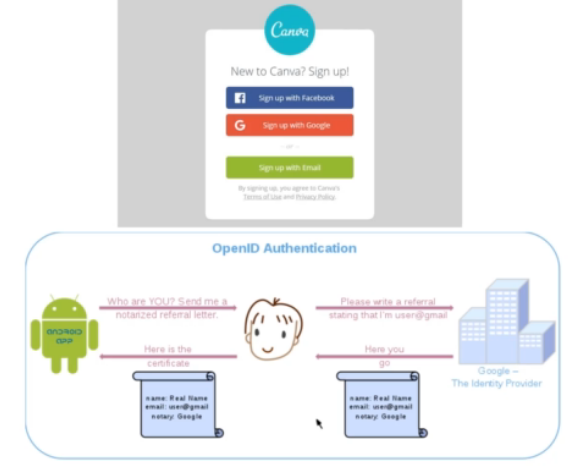 Canva
New to Canva? Sign up!
Sign up with Facebook
G Sign up with Google
or
Sign up with Email
By signing up, you agree to Canva's
Terms of Use and Privacy Policy.
OpenID Authentication
Who are YOU? Send me a
notarized referral letter.
Please write a referral
stating that I'm user@gmail
ANDROID
APP
Here is the
certificate
Here you
go
Google –
The Identity Provider
name: Real Name
email: user@gmail
notary: Google
name: Real Name
email: user@gmail
notary: Google